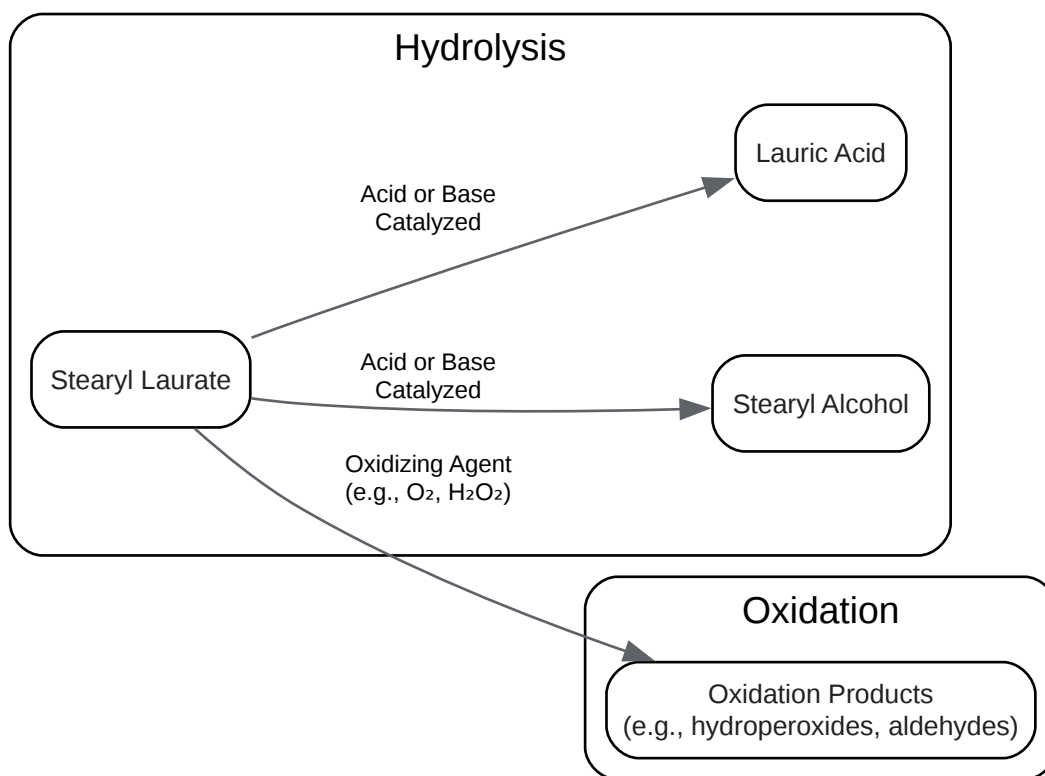 Hydrolysis
Lauric Acid
Acid or Base
Catalyzed
Stearyl Laurate
Acid or Base
Catalyzed
Stearyl Alcohol
Oxidizing Agent
(e.g., O₂, H₂O₂)
Oxidation
Oxidation Products
(e.g., hydroperoxides, aldehydes)